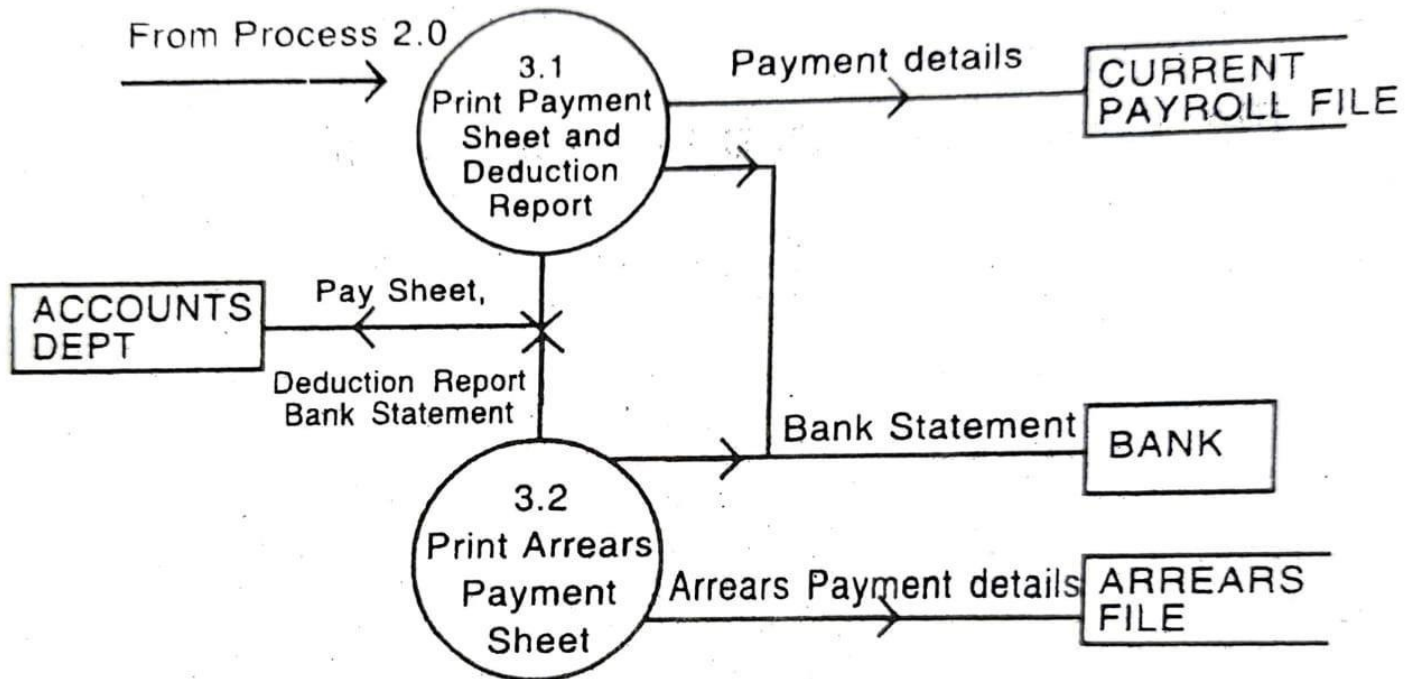 From Process 2.0
3.1
Print Payment
Sheet and
Deduction
Report
Payment details
CURRENT
PAYROLL FILE
ACCOUNTS
DEPT
Pay Sheet,
Deduction Report
Bank Statement
Bank Statement
BANK
3.2
Print Arrears
Payment
Sheet
Arrears Payment details
ARREARS
FILE